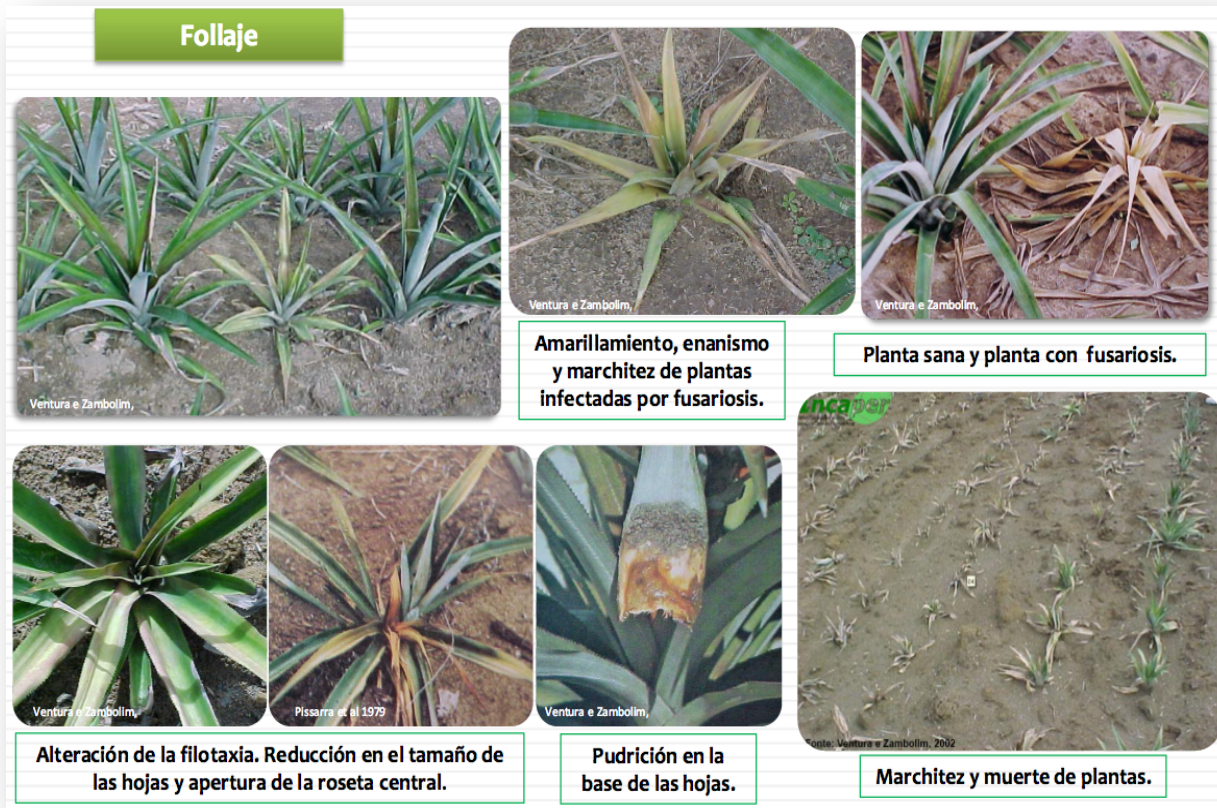 Follaje
Ventura e Zambolim,
Ventura e Zambolim,
Amarillamiento, enanismo
y marchitez de plantas
infectadas por fusariosis.
Ventura e Zambolim,
Planta sana y planta con fusariosis.
Ventura e Zambolim,
Pissarra et al 1979
Alteración de la filotaxia. Reducción en el tamaño de
las hojas y apertura de la roseta central.
Ventura e Zambolim,
Pudrición en la
base de las hojas.
Incaper
Fonte: Ventura e Zambolim, 2002
Marchitez y muerte de plantas.